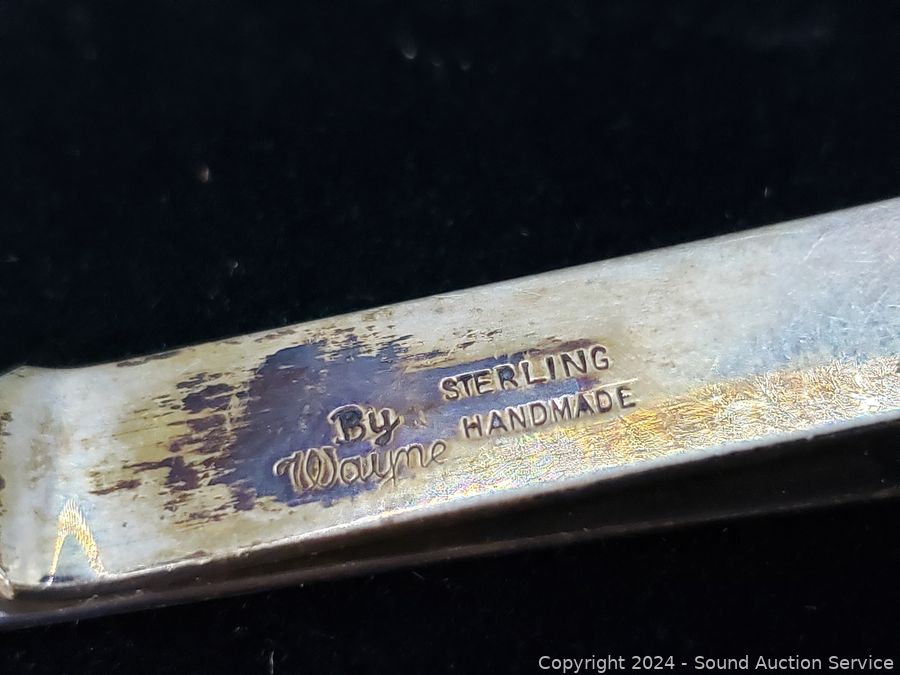 By
Wayne
STERLING
HANDMADE
Copyright 2024 - Sound Auction Service